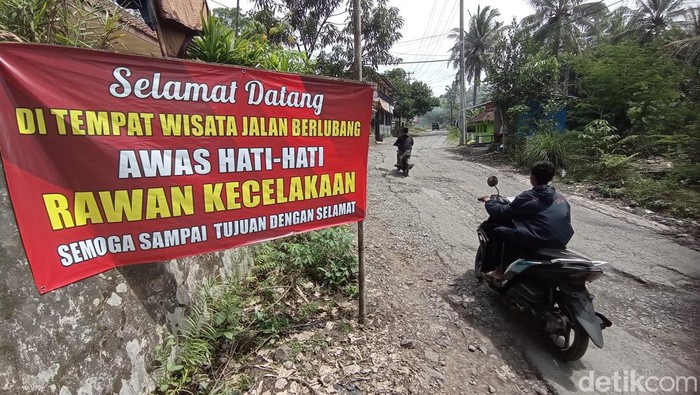 Selamat Datang
DI TEMPAT WISATA JALAN BERLUBANG
AWAS HATI-HATI
RAWAN KECELAKAAN
SEMOGA SAMPAI TUJUAN DENGAN SELAMAT
detikcom